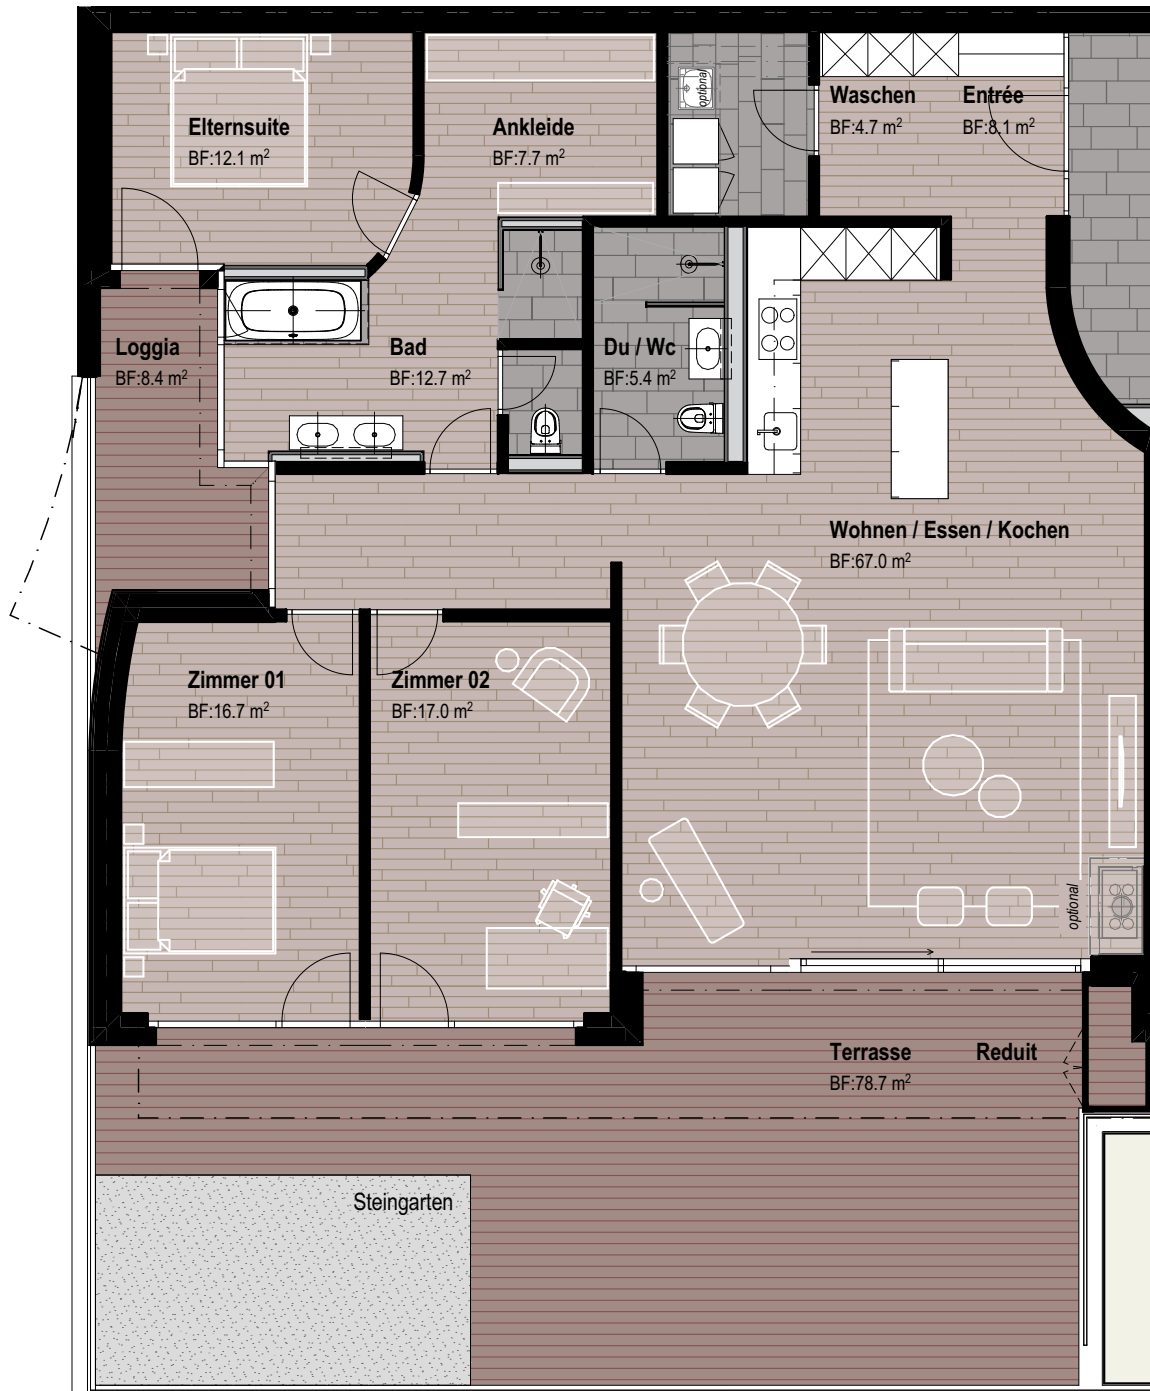 optional
Waschen
BF:4.7 m²
Entrée
BF:8.1 m²
Elternsuite
BF:12.1 m²
Ankleide
BF:7.7 m²
Loggia
BF:8.4 m²
Bad
BF:12.7 m²
Du / Wc
BF:5.4 m²
Wohnen / Essen / Kochen
BF:67.0 m²
Zimmer 01
BF:16.7 m²
Zimmer 02
BF:17.0 m²
optional
Terrasse
BF:78.7 m²
Reduit
Steingarten